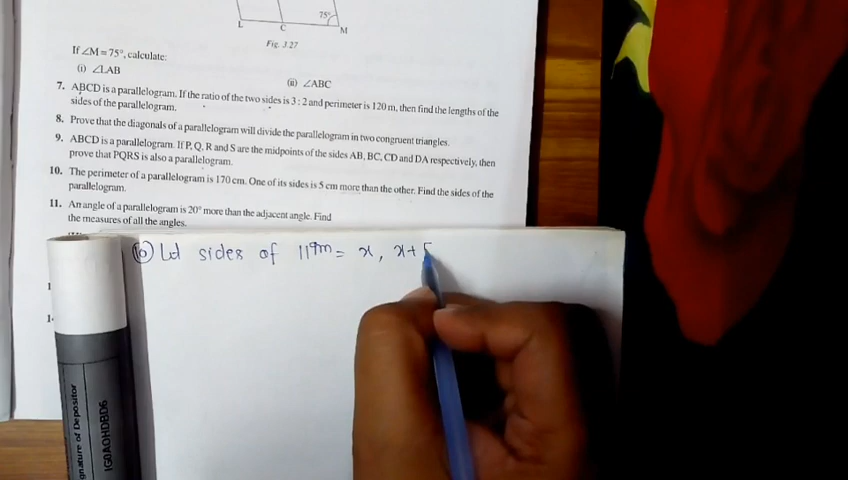 75°
L
C
M
Fig. 3.27
If ∠M = 75°, calculate:
(i) ∠LAB (ii) ∠ABC
7. ABCD is a parallelogram. If the ratio of the two sides is 3 : 2 and perimeter is 120 m, then find the lengths of the
sides of the parallelogram.
8. Prove that the diagonals of a parallelogram will divide the parallelogram in two congruent triangles.
9. ABCD is a parallelogram. If P, Q, R and S are the midpoints of the sides AB, BC, CD and DA respectively, then
prove that PQRS is also a parallelogram.
10. The perimeter of a parallelogram is 170 cm. One of its sides is 5 cm more than the other. Find the sides of the
parallelogram.
11. An angle of a parallelogram is 20° more than the adjacent angle. Find
the measures of all the angles.
(10) Let sides of ||gm = x, x+5
gnature of Depositor
IG0AOHDBD6